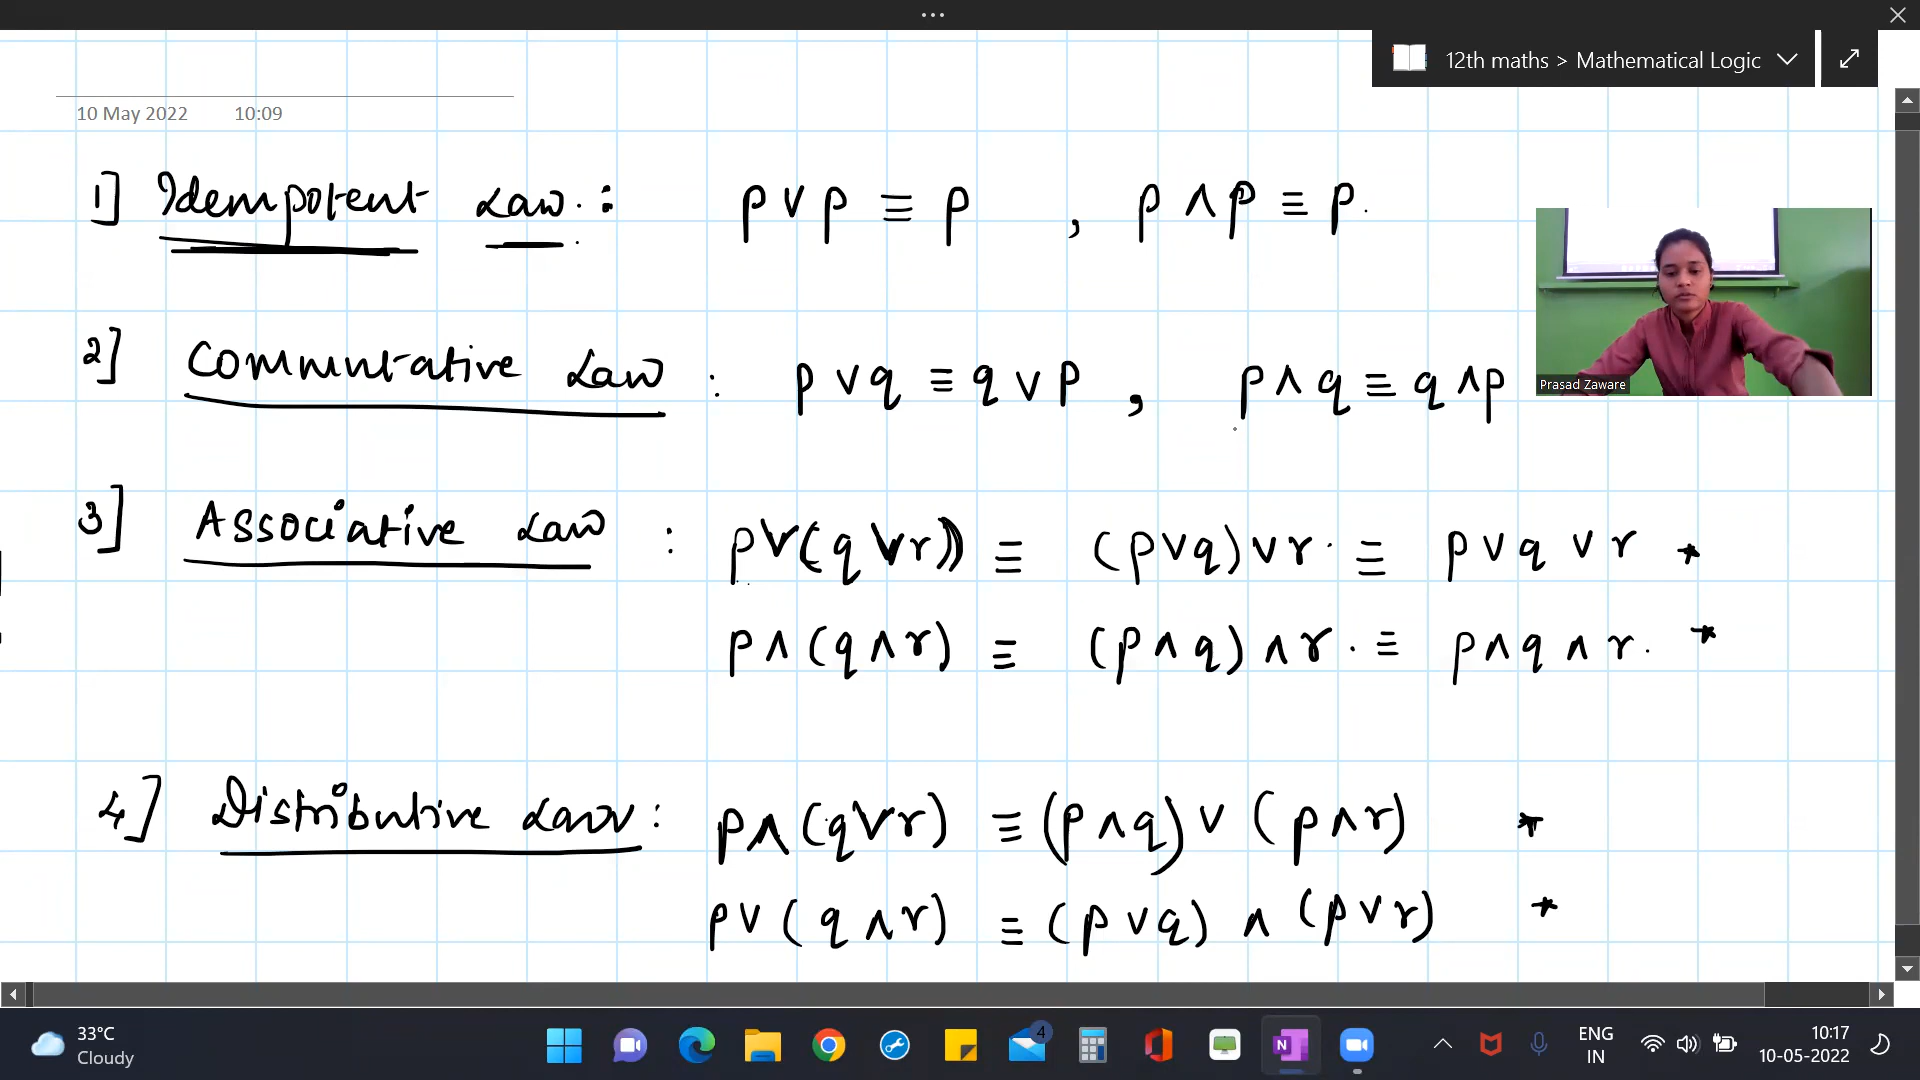 ...
12th maths > Mathematical Logic
10 May 2022 10:09
1] Idempotent Law : p ∨ p ≡ p , p ∧ p ≡ p.
2] Commutative Law : p ∨ q ≡ q ∨ p , p ∧ q ≡ q ∧ p
Prasad Zaware
3] Associative Law : p ∨ (q ∨ r) ≡ (p ∨ q) ∨ r. ≡ p ∨ q ∨ r *
p ∧ (q ∧ r) ≡ (p ∧ q) ∧ r. ≡ p ∧ q ∧ r. *
4] Distributive Law : p ∧ (q ∨ r) ≡ (p ∧ q) ∨ (p ∧ r) *
p ∨ (q ∧ r) ≡ (p ∨ q) ∧ (p ∨ r) *
33°C
Cloudy
4
N
ENG
IN
10:17
10-05-2022